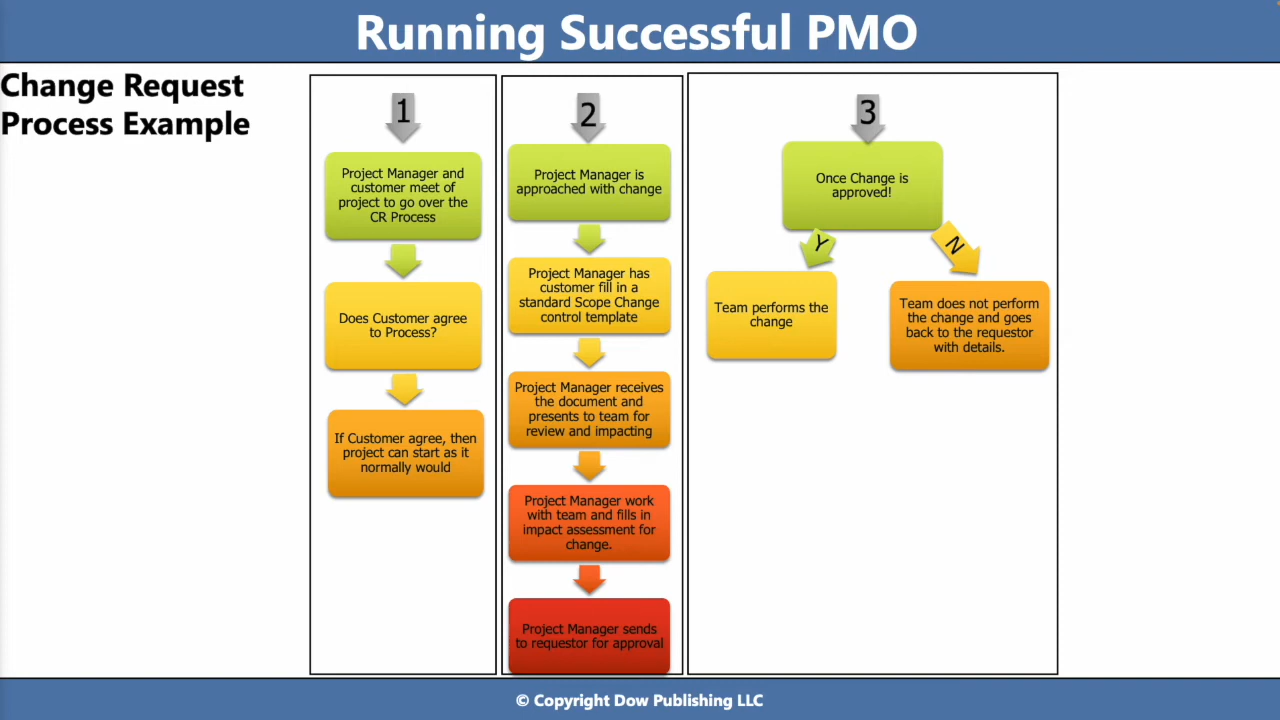 Running Successful PMO
Change Request
Process Example
1
Project Manager and
customer meet of
project to go over the
CR Process
Does Customer agree
to Process?
If Customer agree, then
project can start as it
normally would
2
Project Manager is
approached with change
Project Manager has
customer fill in a
standard Scope Change
control template
Project Manager receives
the document and
presents to team for
review and impacting
Project Manager work
with team and fills in
impact assessment for
change.
Project Manager sends
to requestor for approval
3
Once Change is
approved!
Y
N
Team performs the
change
Team does not perform
the change and goes
back to the requestor
with details.
© Copyright Dow Publishing LLC